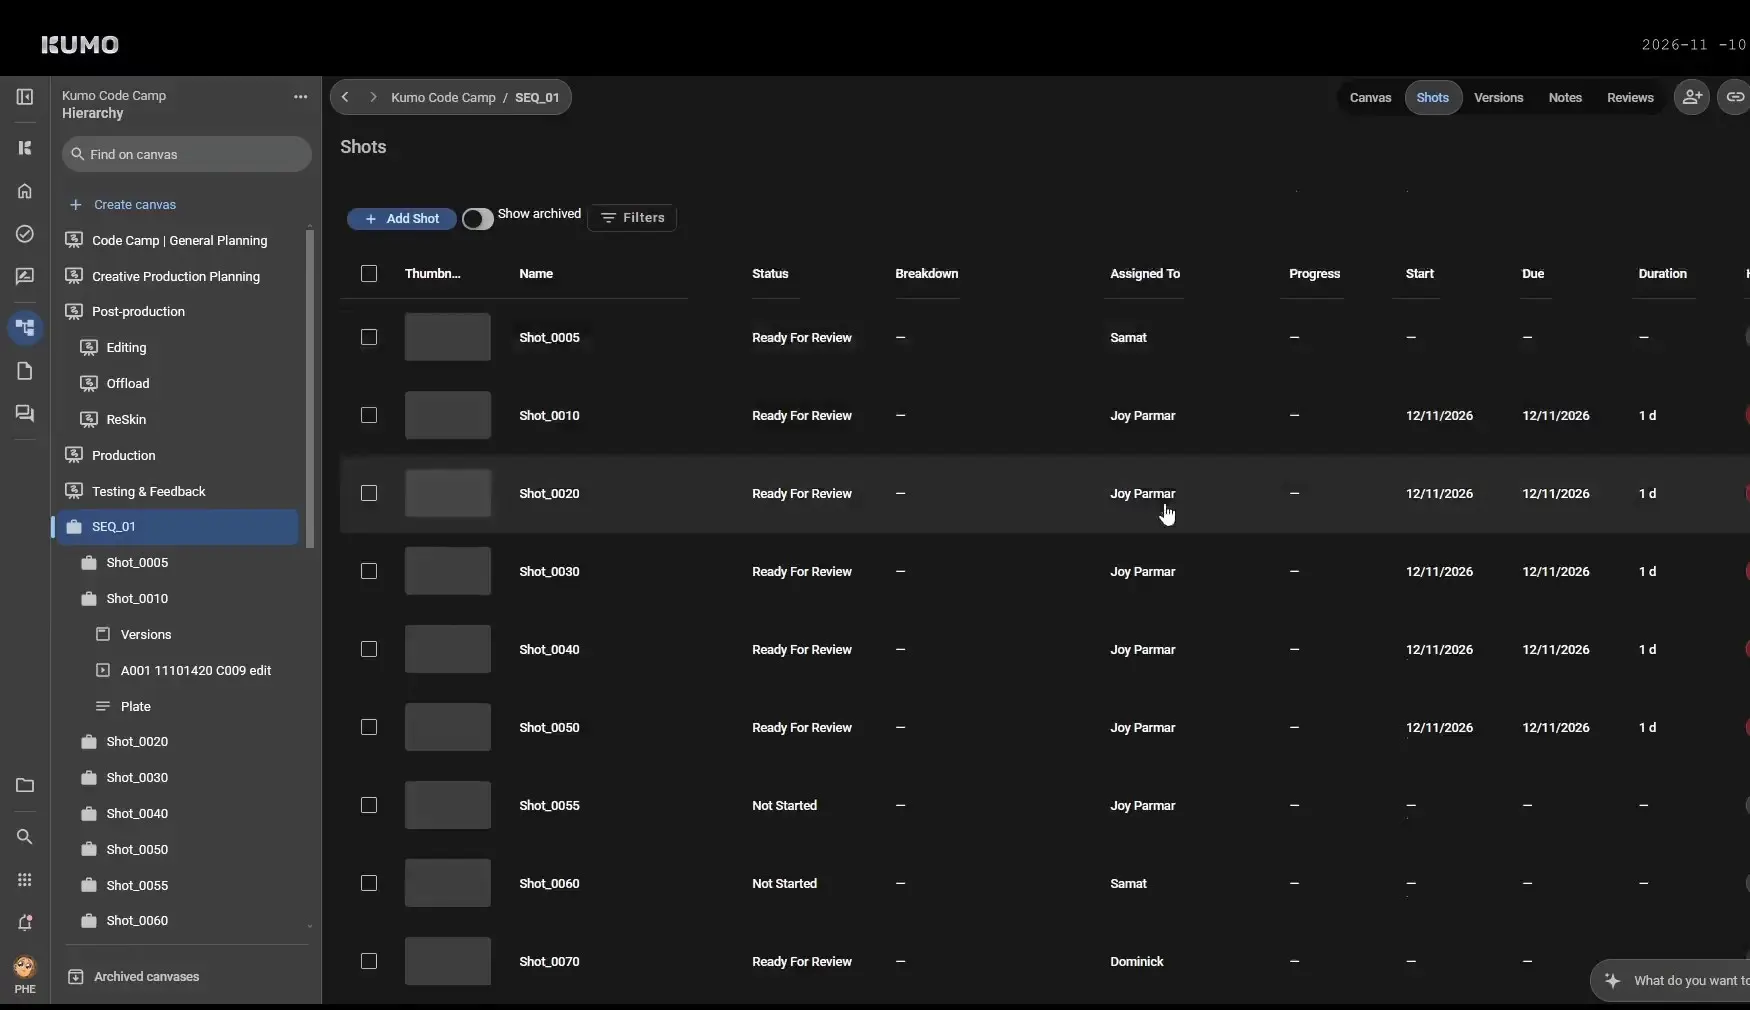 KUMO
2026-11 -10
Kumo Code Camp
Hierarchy
Find on canvas
Create canvas
Code Camp | General Planning
Creative Production Planning
Post-production
Editing
Offload
ReSkin
Production
Testing & Feedback
SEQ_01
Shot_0005
Shot_0010
Versions
A001 11101420 C009 edit
Plate
Shot_0020
Shot_0030
Shot_0040
Shot_0050
Shot_0055
Shot_0060
Archived canvases
PHE
Kumo Code Camp / SEQ_01
Canvas Shots Versions Notes Reviews
Shots
Add Shot Show archived Filters
Thumbn... Name Status Breakdown Assigned To Progress Start Due Duration
Shot_0005 Ready For Review – Samat – – – –
Shot_0010 Ready For Review – Joy Parmar – 12/11/2026 12/11/2026 1 d
Shot_0020 Ready For Review – Joy Parmar – 12/11/2026 12/11/2026 1 d
Shot_0030 Ready For Review – Joy Parmar – 12/11/2026 12/11/2026 1 d
Shot_0040 Ready For Review – Joy Parmar – 12/11/2026 12/11/2026 1 d
Shot_0050 Ready For Review – Joy Parmar – 12/11/2026 12/11/2026 1 d
Shot_0055 Not Started – Joy Parmar – – – –
Shot_0060 Not Started – Samat – – – –
Shot_0070 Ready For Review – Dominick – – –
What do you want to